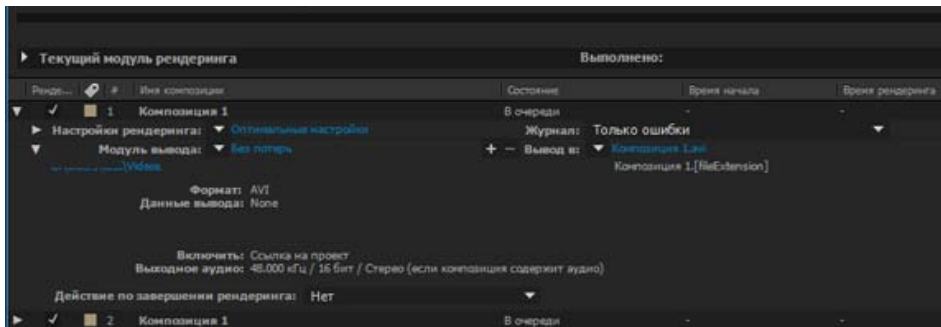 Текущий модуль рендеринга Выполнено:
Ренде... # Имя композиции Состояние Время начала Время рендеринга
1 Композиция 1 В очереди - -
Настройки рендеринга: Оптимальные настройки Журнал: Только ошибки
Модуль вывода: Без потерь + − Вывод в: Композиция 1.avi
\Videos Композиция 1.[fileExtension]
Формат: AVI
Данные вывода: None
Включить: Ссылка на проект
Выходное аудио: 48.000 кГц / 16 бит / Стерео (если композиция содержит аудио)
Действие по завершении рендеринга: Нет
2 Композиция 1 В очереди - -